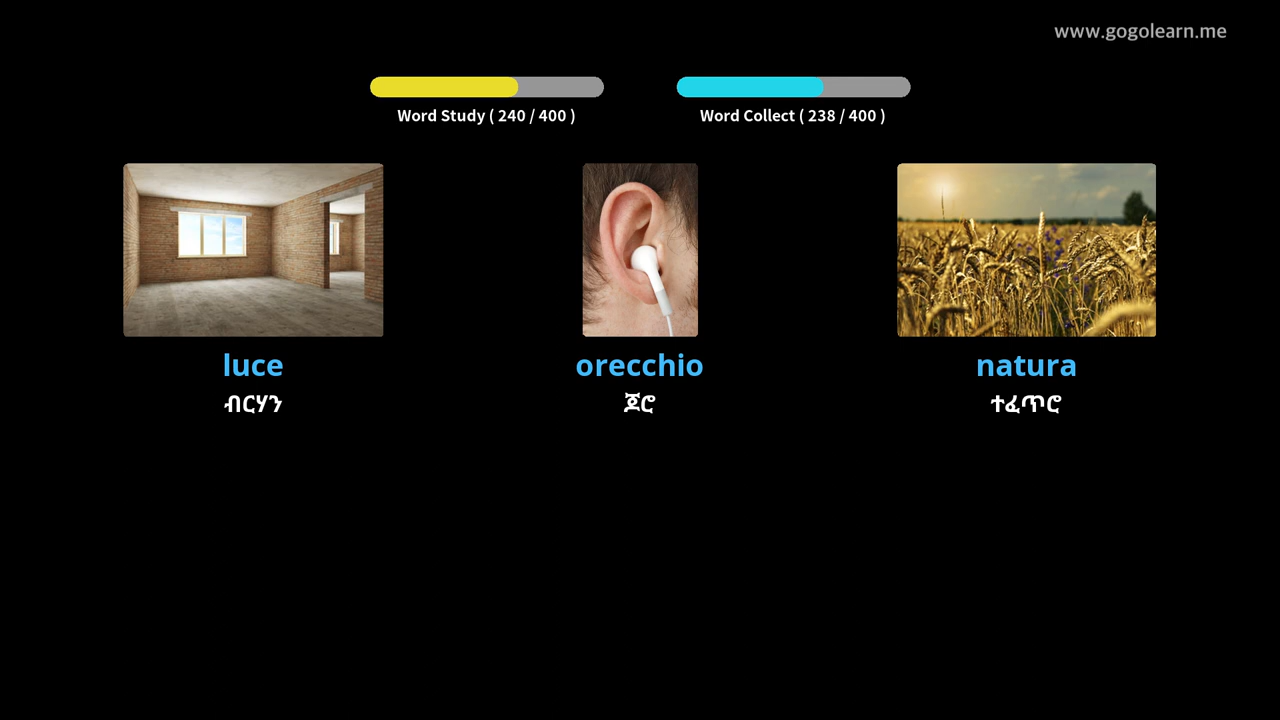 www.gogolearn.me
Word Study ( 240 / 400 )
Word Collect ( 238 / 400 )
luce
ብርሃን
orecchio
ጆሮ
natura
ተፈጥሮ